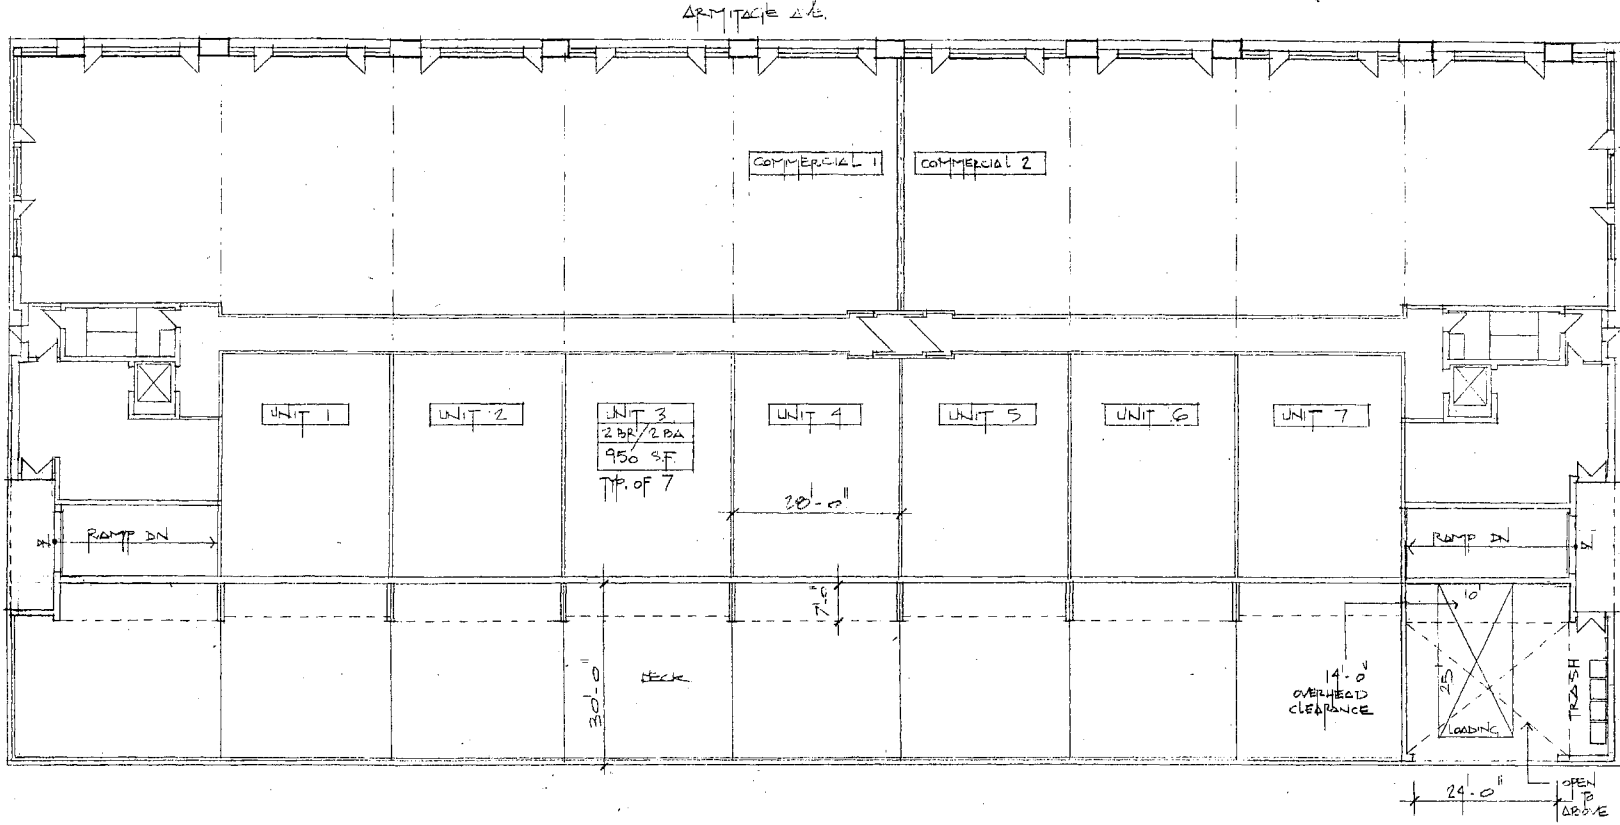 ARMITAGE AVE.
COMMERCIAL 1
COMMERCIAL 2
UNIT 1
UNIT 2
UNIT 3
2 BR/2 BA
950 S.F.
TYP. OF 7
UNIT 4
UNIT 5
UNIT 6
UNIT 7
28'-0"
RAMP DN
RAMP DN
7'-6"
30'-0"
DECK
10'
25'
LOADING
TRASH
14'-0"
OVERHEAD
CLEARANCE
24'-0"
OPEN
TO
ABOVE